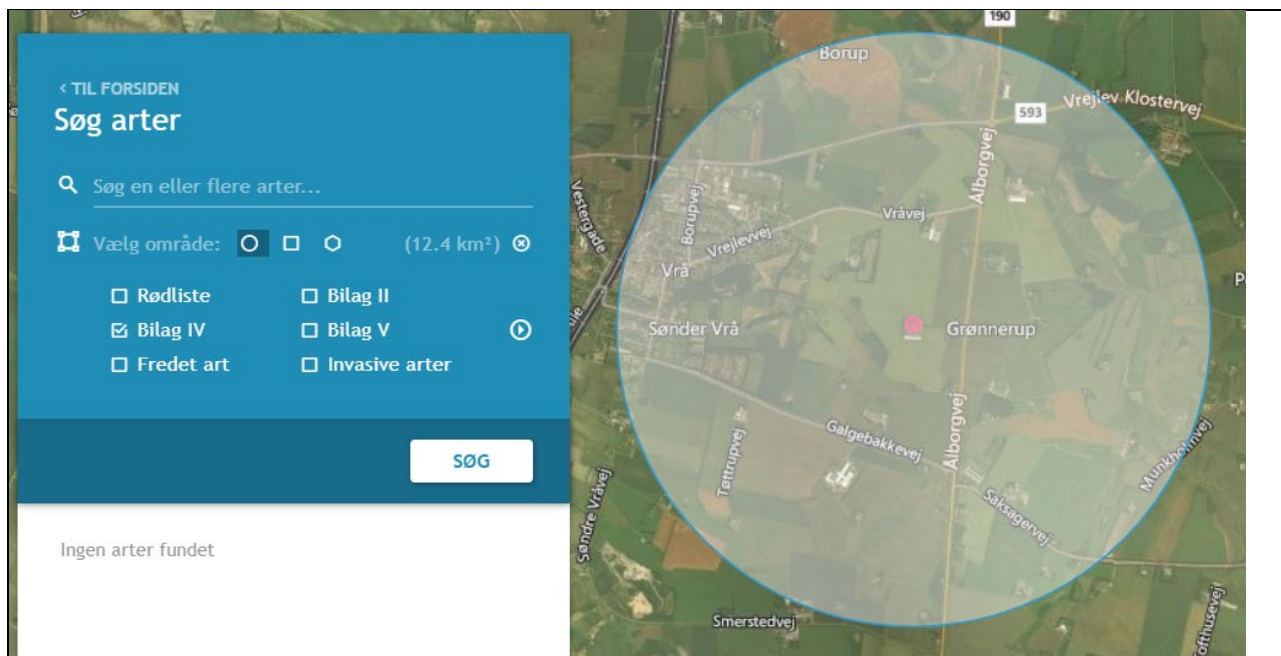 < TIL FORSIDEN
Søg arter
Søg en eller flere arter...
Vælg område:
(12.4 km²)
Rødliste
Bilag II
Bilag IV
Bilag V
Fredet art
Invasive arter
SØG
Ingen arter fundet
190
Borup
593
Vrejlev Klostervej
Ålborgvej
Vestergade
Borupvej
Vråvej
Vrejlevvej
Vrå
Sønder Vrå
Grønnerup
Ålborgvej
Galgebakkevej
Tøttrupvej
Munkholmvej
Saksagervej
Søndre Vråvej
Smerstedvej